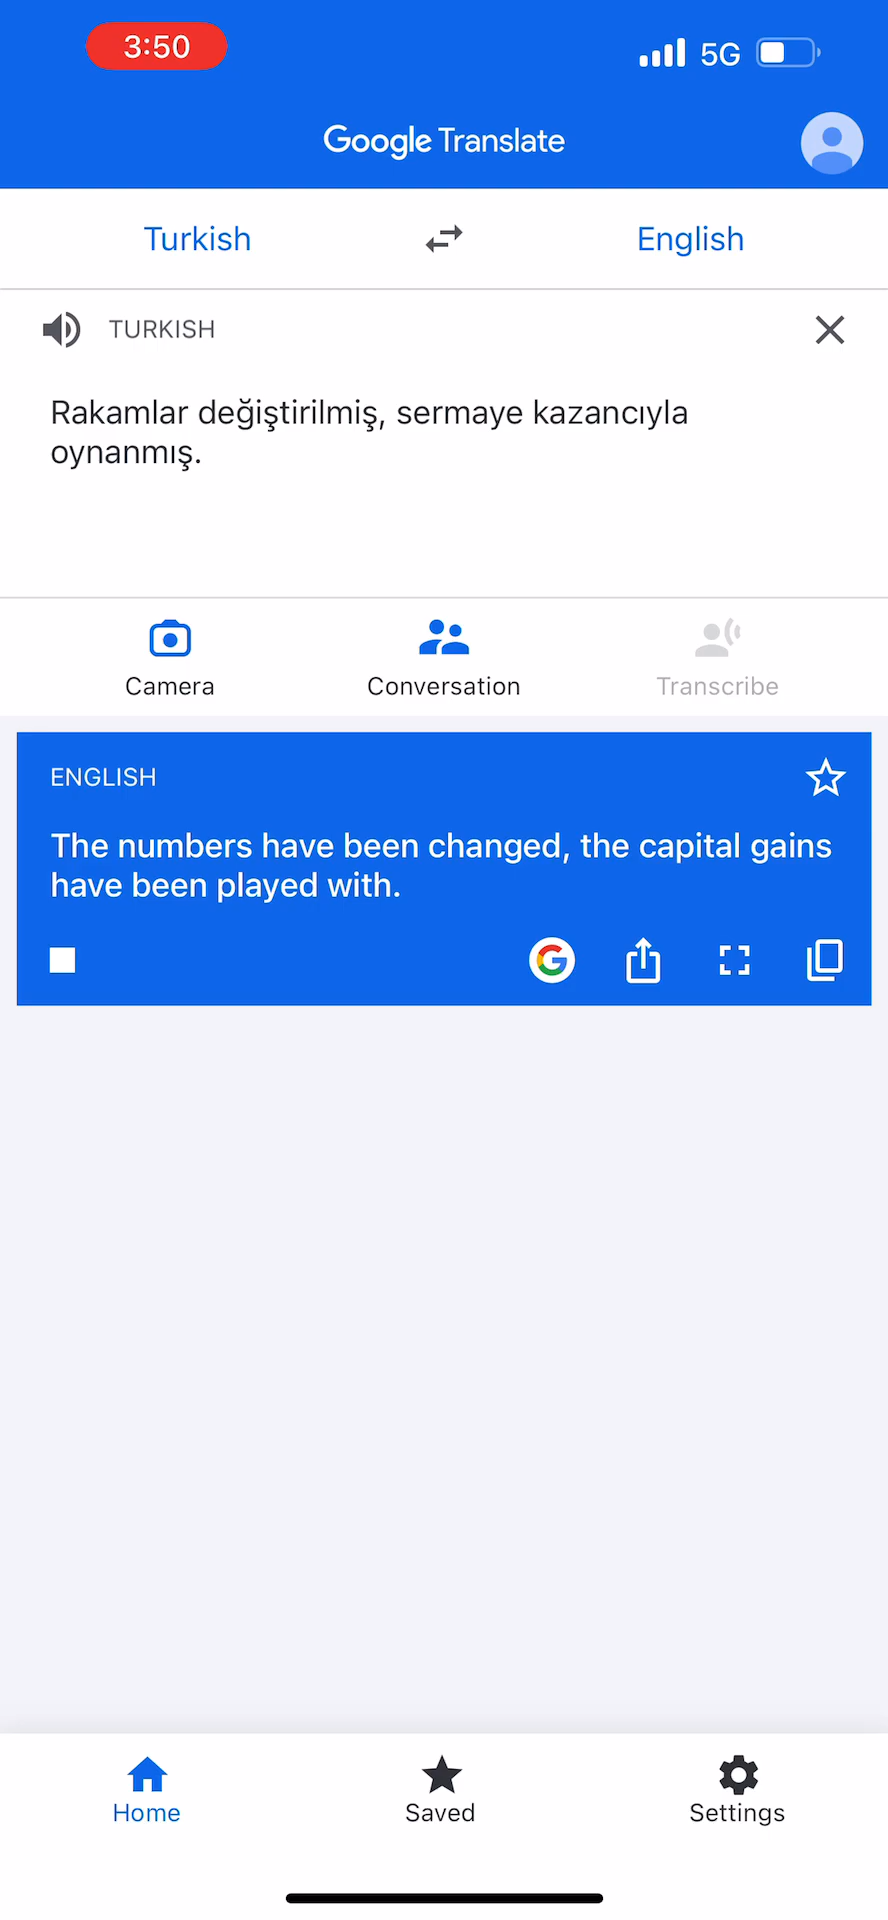 3:50 5G
Google Translate
Turkish English
TURKISH
Rakamlar değiştirilmiş, sermaye kazancıyla
oynanmış.
Camera Conversation Transcribe
ENGLISH
The numbers have been changed, the capital gains
have been played with.
G
Home Saved Settings